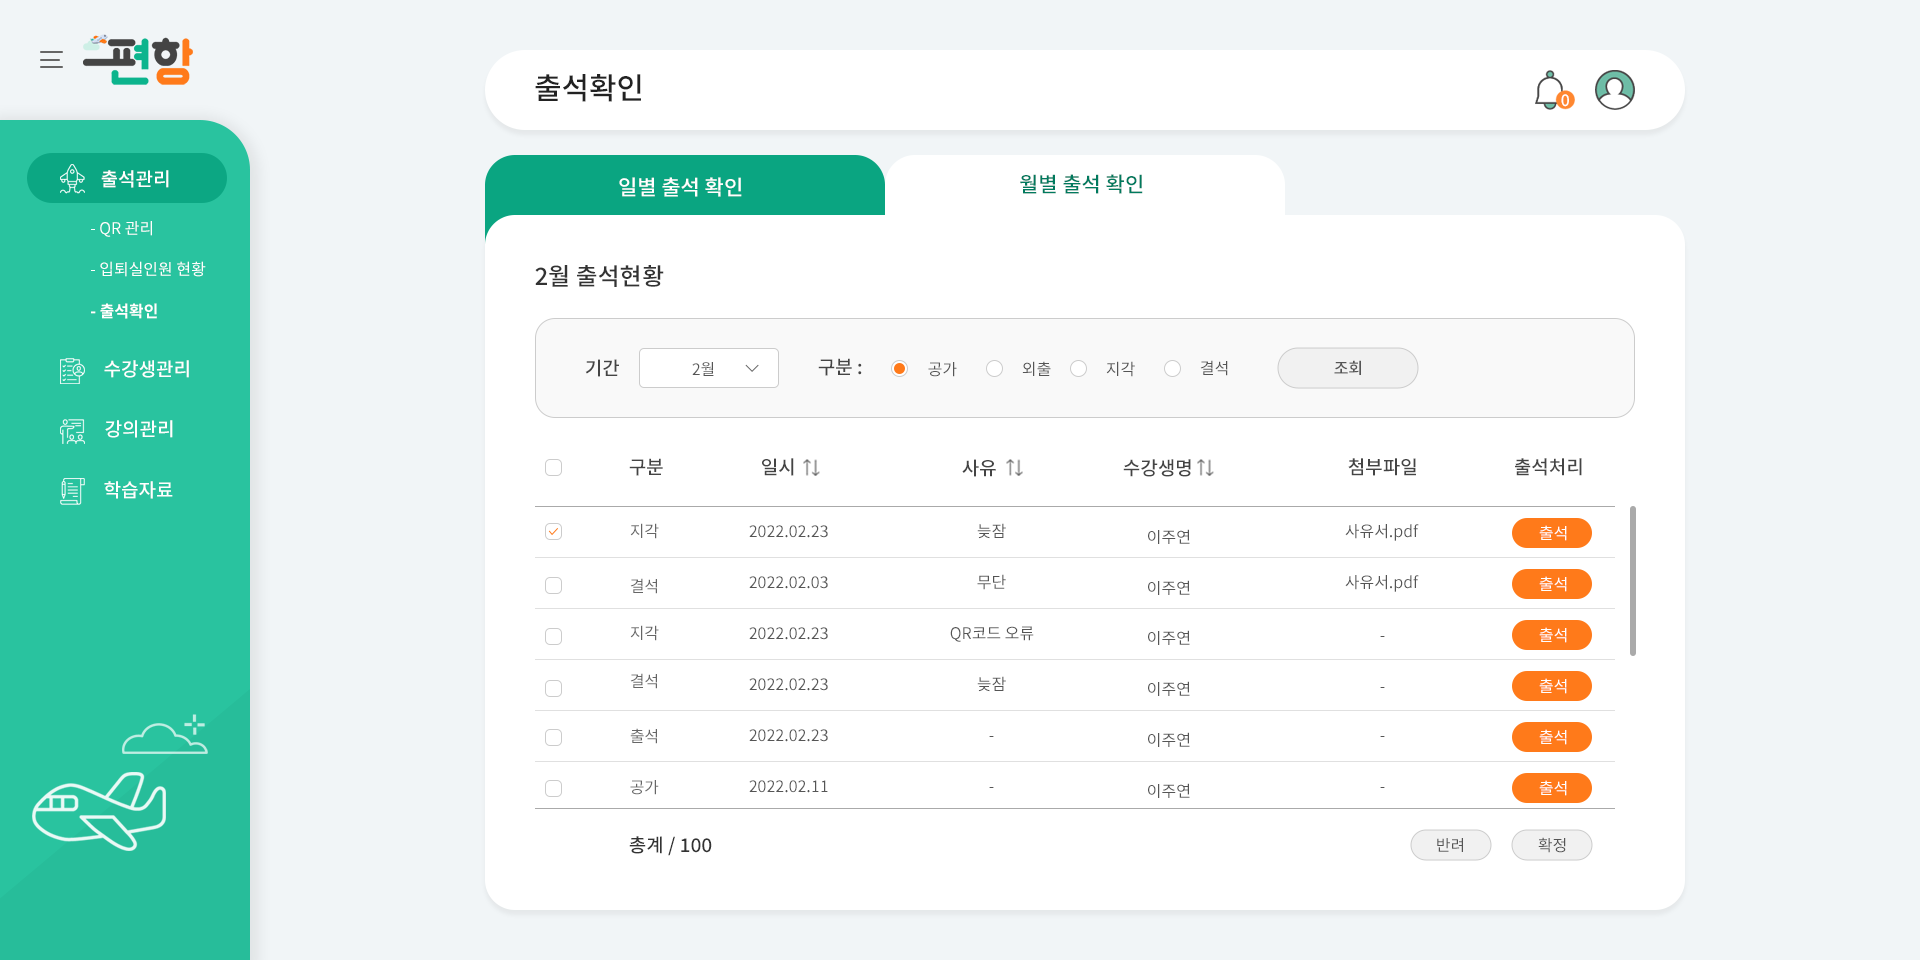 편항
출석관리
- QR 관리
- 입퇴실인원 현황
- 출석확인
수강생관리
강의관리
학습자료
출석확인
0
일별 출석 확인
월별 출석 확인
2월 출석현황
기간 2월 구분 : 공가 외출 지각 결석 조회
구분 일시 사유 수강생명 첨부파일 출석처리
지각 2022.02.23 늦잠 이주연 사유서.pdf 출석
결석 2022.02.03 무단 이주연 사유서.pdf 출석
지각 2022.02.23 QR코드 오류 이주연 - 출석
결석 2022.02.23 늦잠 이주연 - 출석
출석 2022.02.23 - 이주연 - 출석
공가 2022.02.11 - 이주연 - 출석
총계 / 100 반려 확정